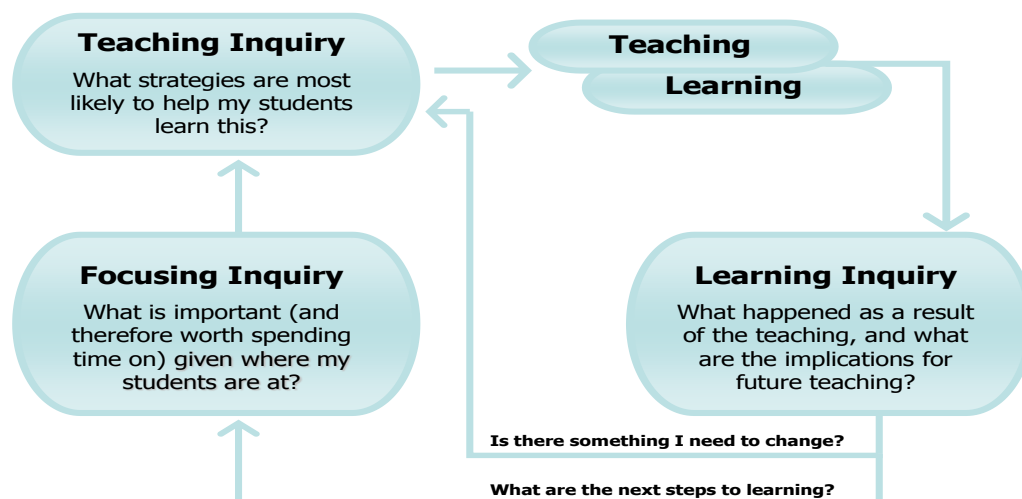 Teaching Inquiry
What strategies are most
likely to help my students
learn this?
Teaching
Learning
Focusing Inquiry
What is important (and
therefore worth spending
time on) given where my
students are at?
Learning Inquiry
What happened as a result
of the teaching, and what
are the implications for
future teaching?
Is there something I need to change?
What are the next steps to learning?